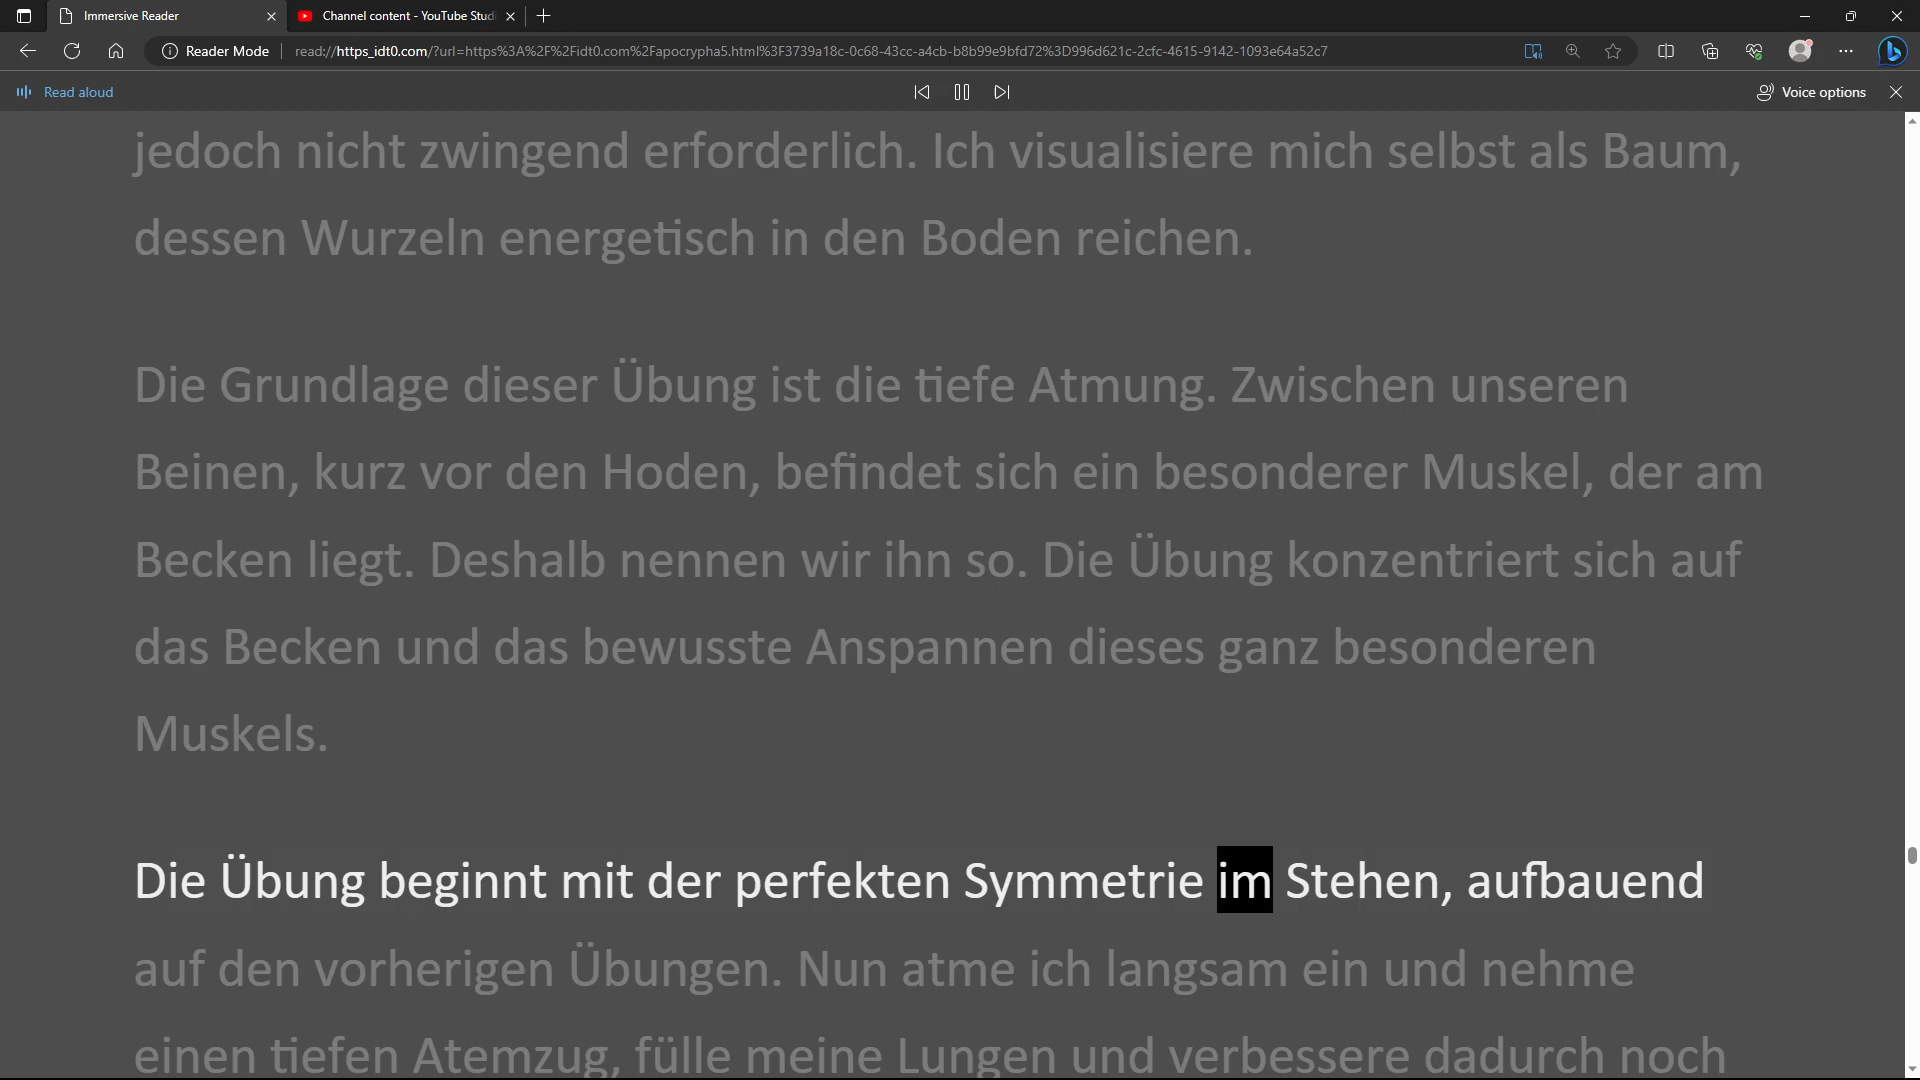 Immersive Reader
Channel content - YouTube Studi
Reader Mode
read://https_idt0.com/?url=https%3A%2F%2Fidt0.com%2Fapocrypha5.html%3F3739a18c-0c68-43cc-a4cb-b8b99e9bfd72%3D996d621c-2cfc-4615-9142-1093e64a52c7
Read aloud
Voice options
jedoch nicht zwingend erforderlich. Ich visualisiere mich selbst als Baum,
dessen Wurzeln energetisch in den Boden reichen.
Die Grundlage dieser Übung ist die tiefe Atmung. Zwischen unseren
Beinen, kurz vor den Hoden, befindet sich ein besonderer Muskel, der am
Becken liegt. Deshalb nennen wir ihn so. Die Übung konzentriert sich auf
das Becken und das bewusste Anspannen dieses ganz besonderen
Muskels.
Die Übung beginnt mit der perfekten Symmetrie im Stehen, aufbauend
auf den vorherigen Übungen. Nun atme ich langsam ein und nehme
einen tiefen Atemzug, fülle meine Lungen und verbessere dadurch noch